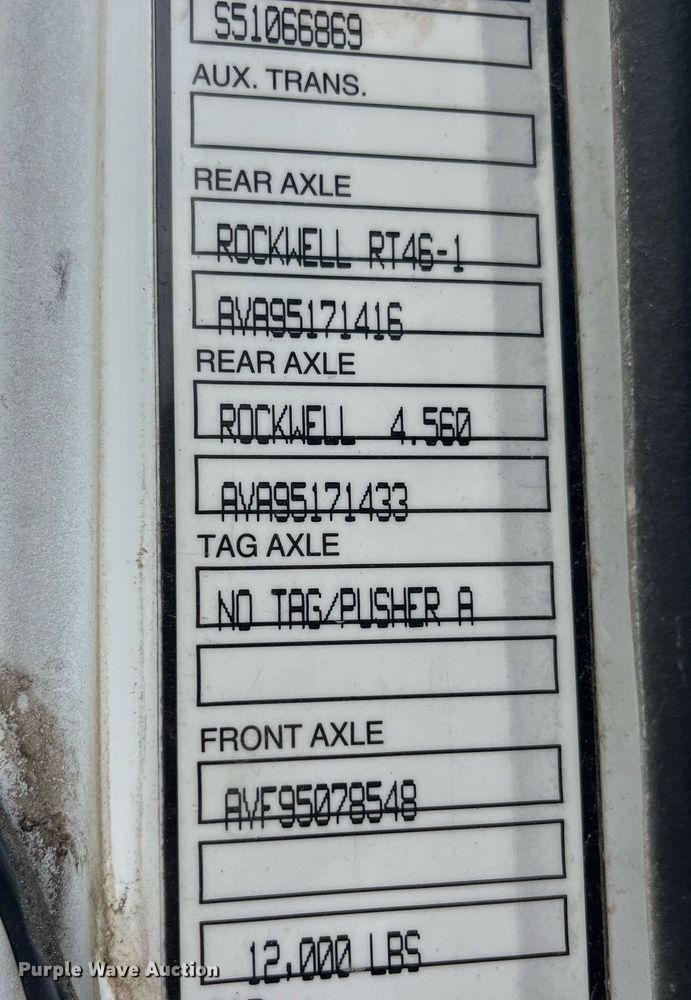 S51066869
AUX. TRANS.
REAR AXLE
ROCKWELL RT46-1
AVA95171416
REAR AXLE
ROCKWELL 4.560
AVA95171433
TAG AXLE
NO TAG/PUSHER A
FRONT AXLE
AVF95078548
12,000 LBS
Purple Wave Auction